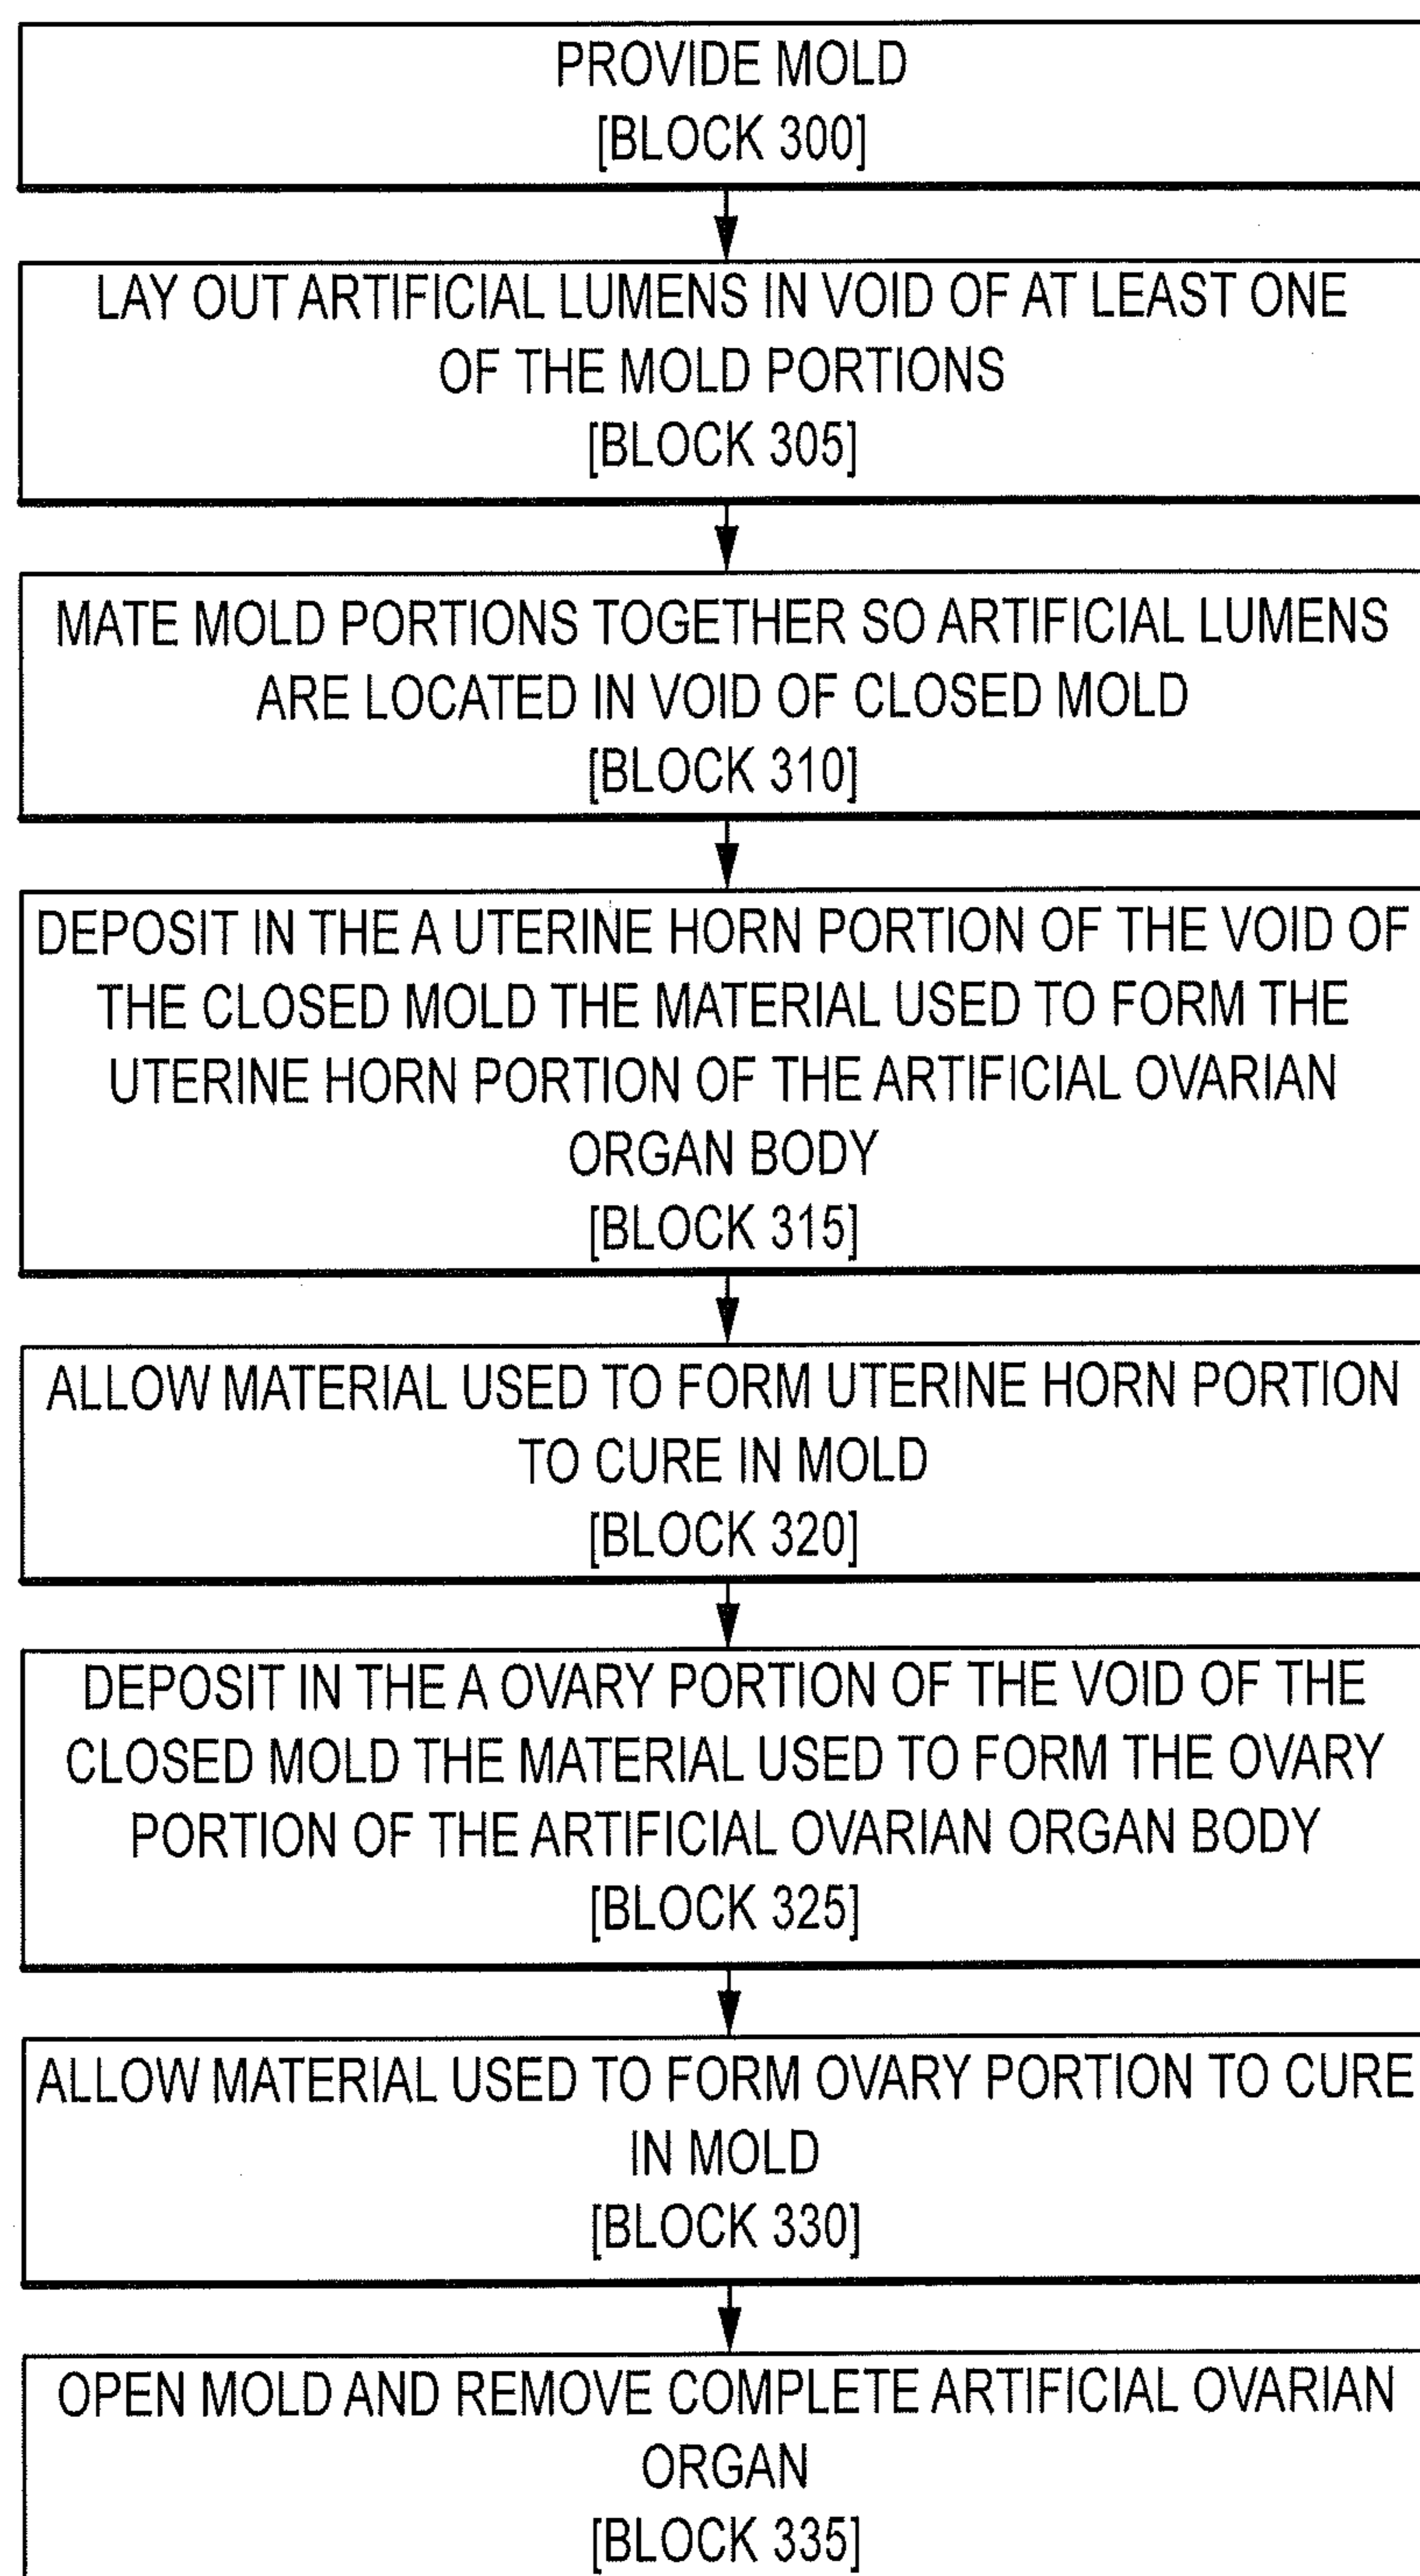 PROVIDE MOLD
[BLOCK 300]
LAY OUT ARTIFICIAL LUMENS IN VOID OF AT LEAST ONE
OF THE MOLD PORTIONS
[BLOCK 305]
MATE MOLD PORTIONS TOGETHER SO ARTIFICIAL LUMENS
ARE LOCATED IN VOID OF CLOSED MOLD
[BLOCK 310]
DEPOSIT IN THE A UTERINE HORN PORTION OF THE VOID OF
THE CLOSED MOLD THE MATERIAL USED TO FORM THE
UTERINE HORN PORTION OF THE ARTIFICIAL OVARIAN
ORGAN BODY
[BLOCK 315]
ALLOW MATERIAL USED TO FORM UTERINE HORN PORTION
TO CURE IN MOLD
[BLOCK 320]
DEPOSIT IN THE A OVARY PORTION OF THE VOID OF THE
CLOSED MOLD THE MATERIAL USED TO FORM THE OVARY
PORTION OF THE ARTIFICIAL OVARIAN ORGAN BODY
[BLOCK 325]
ALLOW MATERIAL USED TO FORM OVARY PORTION TO CURE
IN MOLD
[BLOCK 330]
OPEN MOLD AND REMOVE COMPLETE ARTIFICIAL OVARIAN
ORGAN
[BLOCK 335]